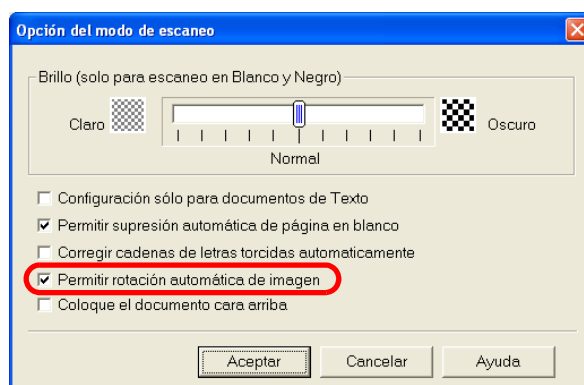 Opción del modo de escaneo
Brillo (solo para escaneo en Blanco y Negro)
Claro
Oscuro
Normal
Configuración sólo para documentos de Texto
Permitir supresión automática de página en blanco
Corregir cadenas de letras torcidas automaticamente
Permitir rotación automática de imagen
Coloque el documento cara arriba
Aceptar
Cancelar
Ayuda